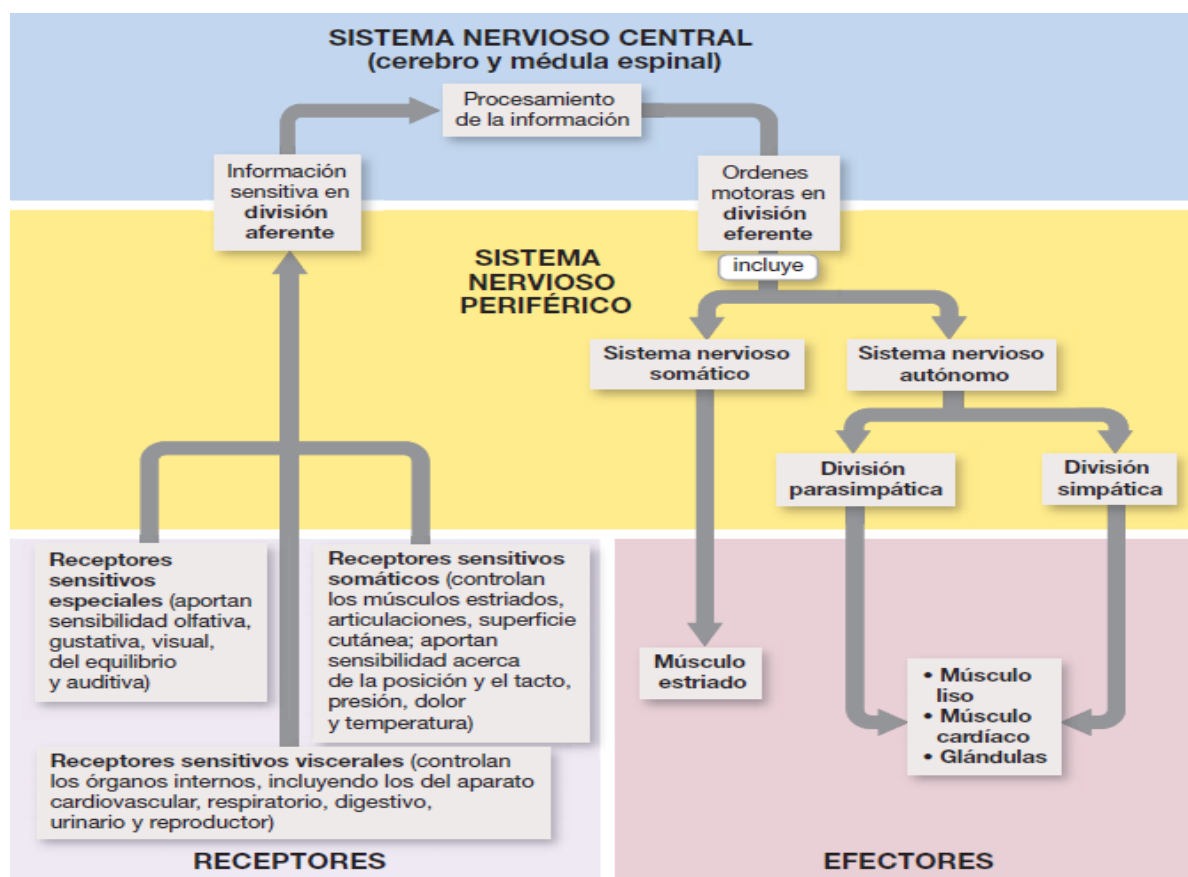 SISTEMA NERVIOSO CENTRAL
(cerebro y médula espinal)
Procesamiento
de la información
Información
sensitiva en
división
aferente
Ordenes
motoras en
división
eferente
incluye
SISTEMA
NERVIOSO
PERIFÉRICO
Sistema nervioso
somático
Sistema nervioso
autónomo
División
parasimpática
División
simpática
Receptores
sensitivos
especiales (aportan
sensibilidad olfativa,
gustativa, visual,
del equilibrio
y auditiva)
Receptores sensitivos
somáticos (controlan
los músculos estriados,
articulaciones, superficie
cutánea; aportan
sensibilidad acerca
de la posición y el tacto,
presión, dolor
y temperatura)
Receptores sensitivos viscerales (controlan
los órganos internos, incluyendo los del aparato
cardiovascular, respiratorio, digestivo,
urinario y reproductor)
RECEPTORES
Músculo
estriado
• Músculo
liso
• Músculo
cardíaco
• Glándulas
EFECTORES